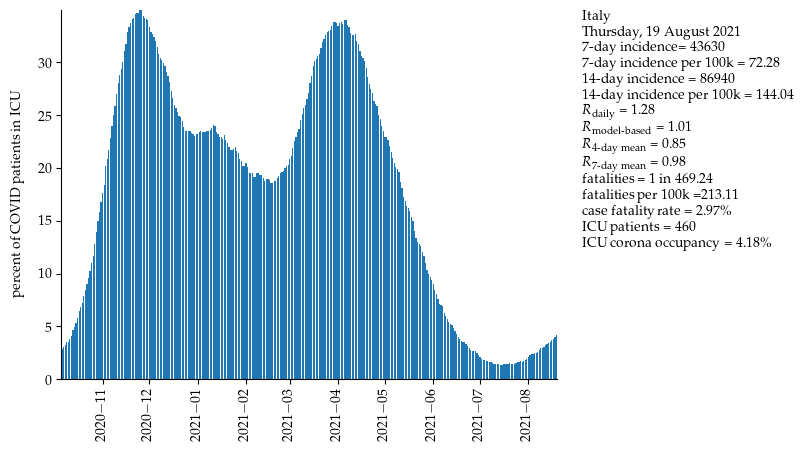 Italy
Thursday, 19 August 2021
7-day incidence= 43630
7-day incidence per 100k = 72.28
14-day incidence = 86940
14-day incidence per 100k = 144.04
R daily = 1.28
R model-based = 1.01
R 4-day mean = 0.85
R 7-day mean = 0.98
fatalities = 1 in 469.24
fatalities per 100k =213.11
case fatality rate = 2.97%
ICU patients = 460
ICU corona occupancy = 4.18%
percent of COVID patients in ICU
30
25
20
15
10
5
0
2020−11
2020−12
2021−01
2021−02
2021−03
2021−04
2021−05
2021−06
2021−07
2021−08